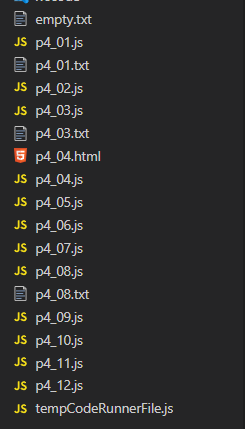 empty.txt
JS p4_01.js
p4_01.txt
JS p4_02.js
JS p4_03.js
p4_03.txt
p4_04.html
JS p4_04.js
JS p4_05.js
JS p4_06.js
JS p4_07.js
JS p4_08.js
p4_08.txt
JS p4_09.js
JS p4_10.js
JS p4_11.js
JS p4_12.js
JS tempCodeRunnerFile.js